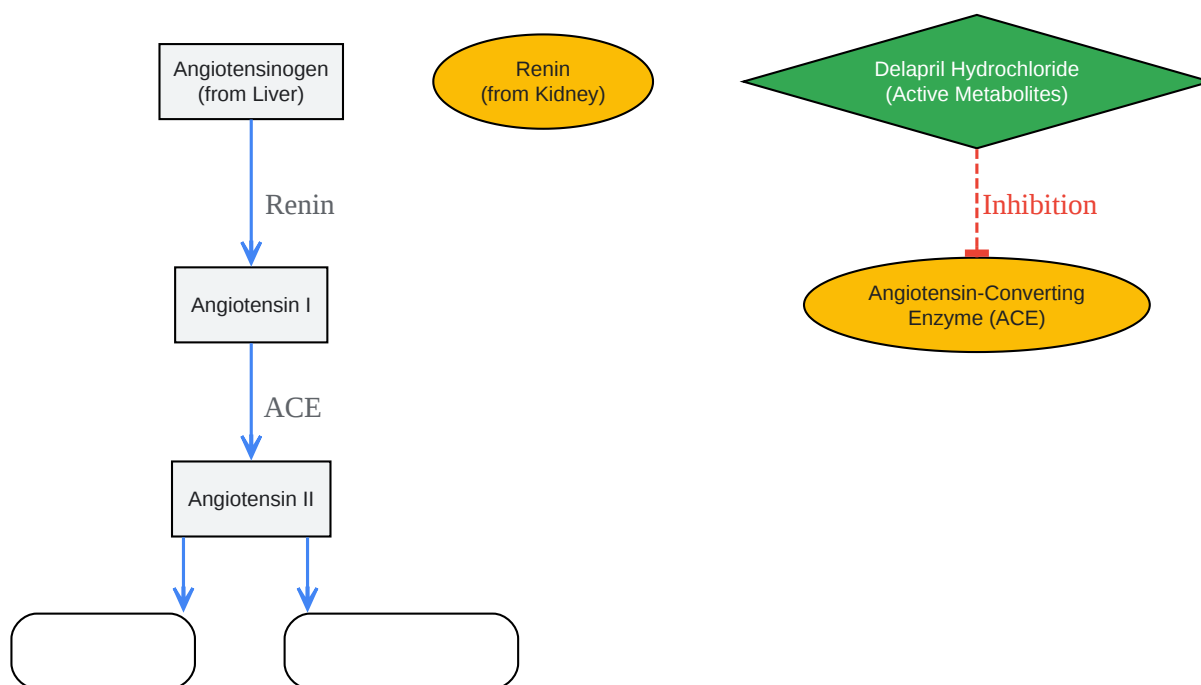 Angiotensinogen
(from Liver)
Renin
(from Kidney)
Delapril Hydrochloride
(Active Metabolites)
Renin
Inhibition
Angiotensin I
Angiotensin-Converting
Enzyme (ACE)
ACE
Angiotensin II